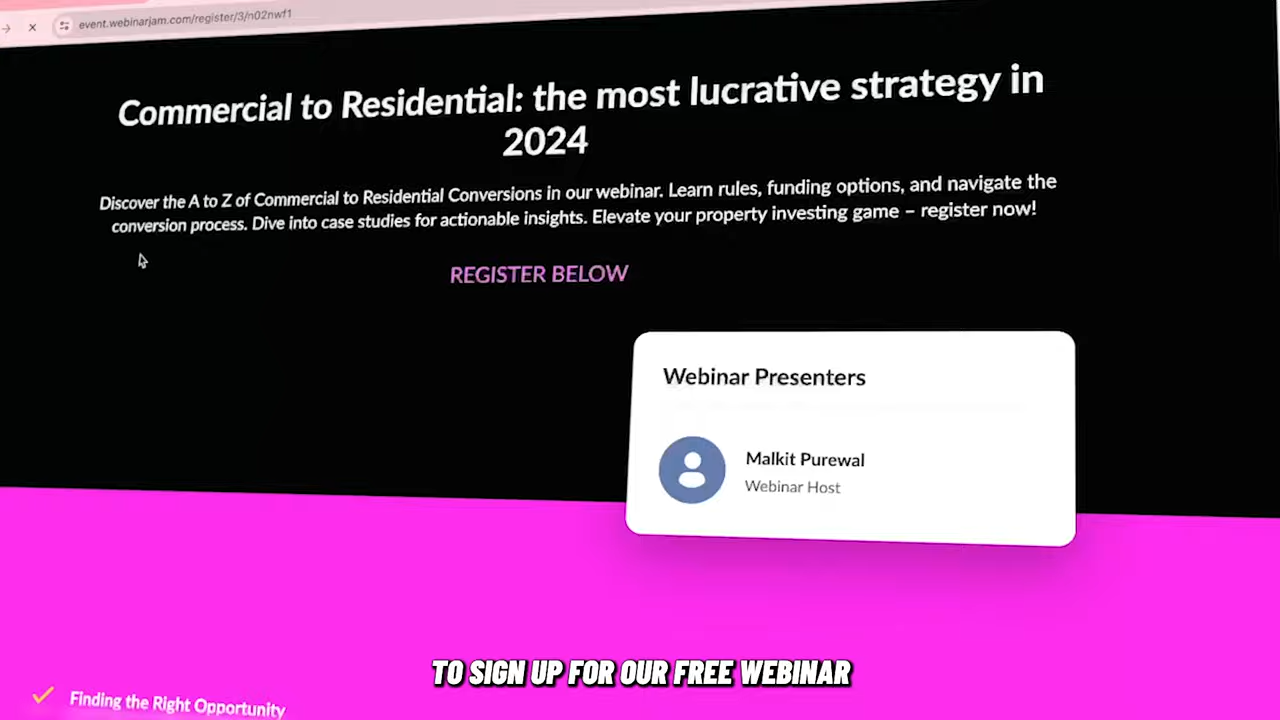 event.webinarjam.com/register/3/n02nwf1
Commercial to Residential: the most lucrative strategy in
2024
Discover the A to Z of Commercial to Residential Conversions in our webinar. Learn rules, funding options, and navigate the
conversion process. Dive into case studies for actionable insights. Elevate your property investing game – register now!
REGISTER BELOW
Webinar Presenters
Malkit Purewal
Webinar Host
TO SIGN UP FOR OUR FREE WEBINAR
Finding the Right Opportunity